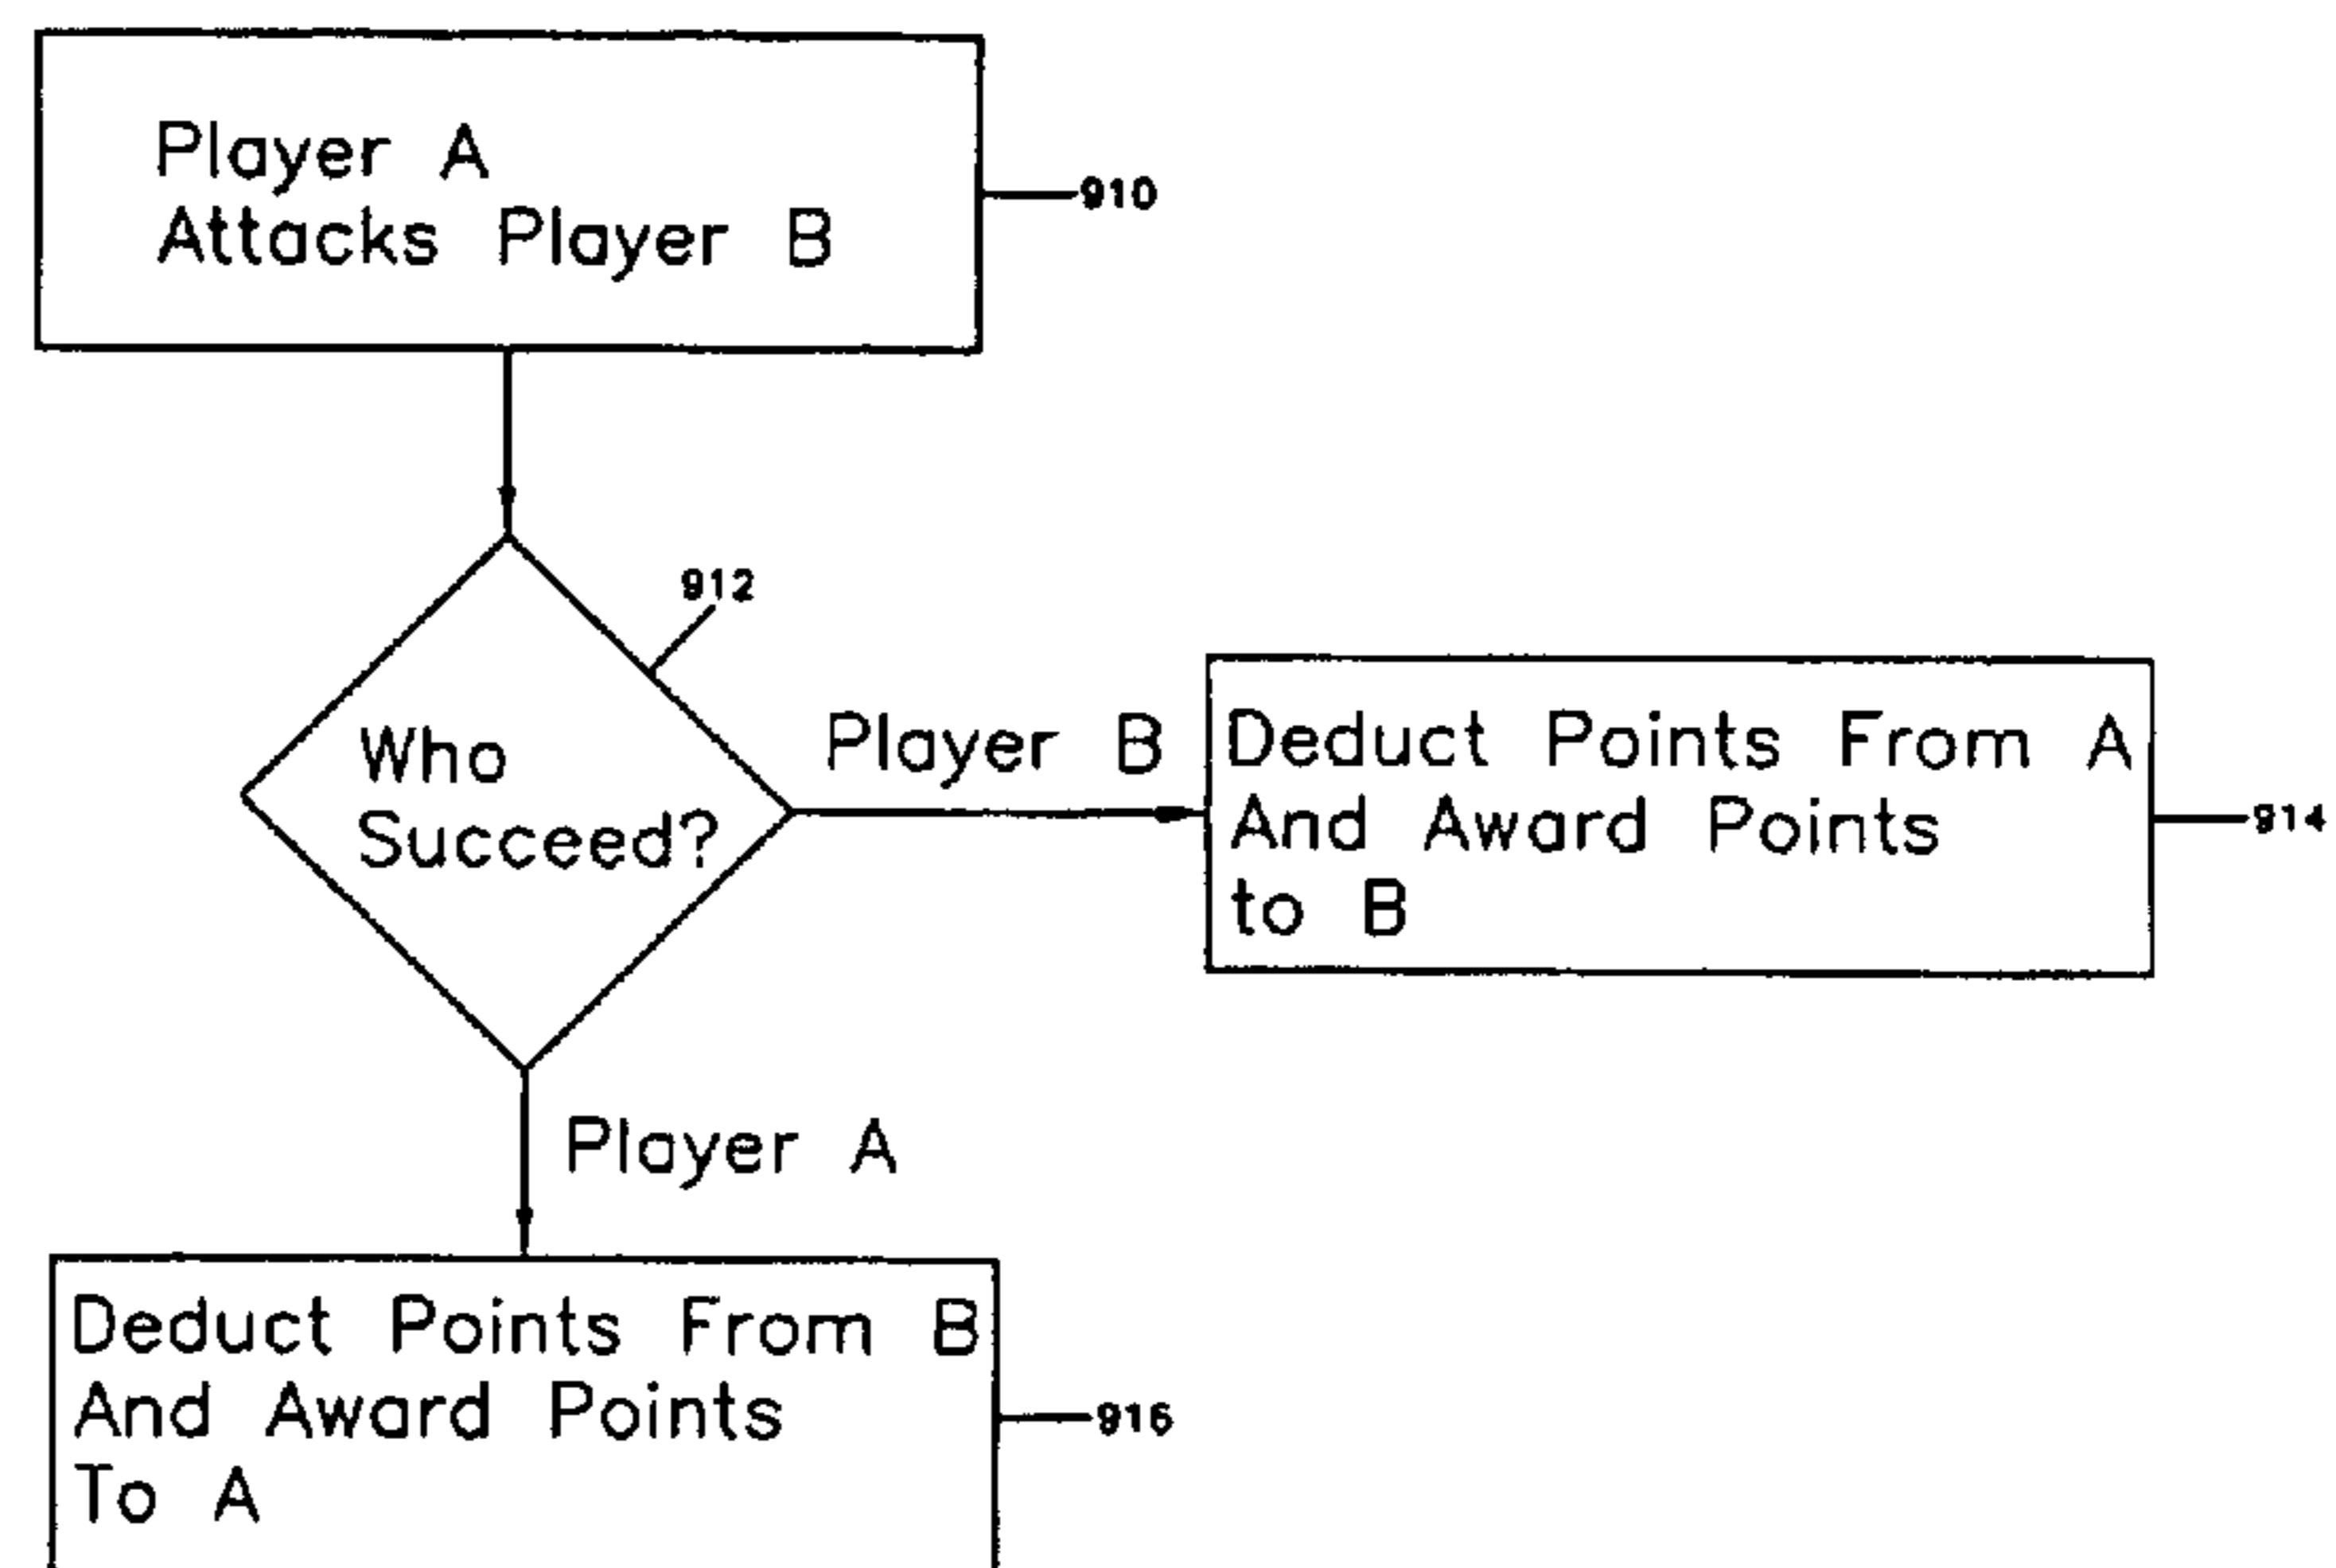 Player A
Attacks Player B
910
912
Who
Succeed?
Player B
Deduct Points From A
And Award Points
to B
914
Player A
Deduct Points From B
And Award Points
To A
916